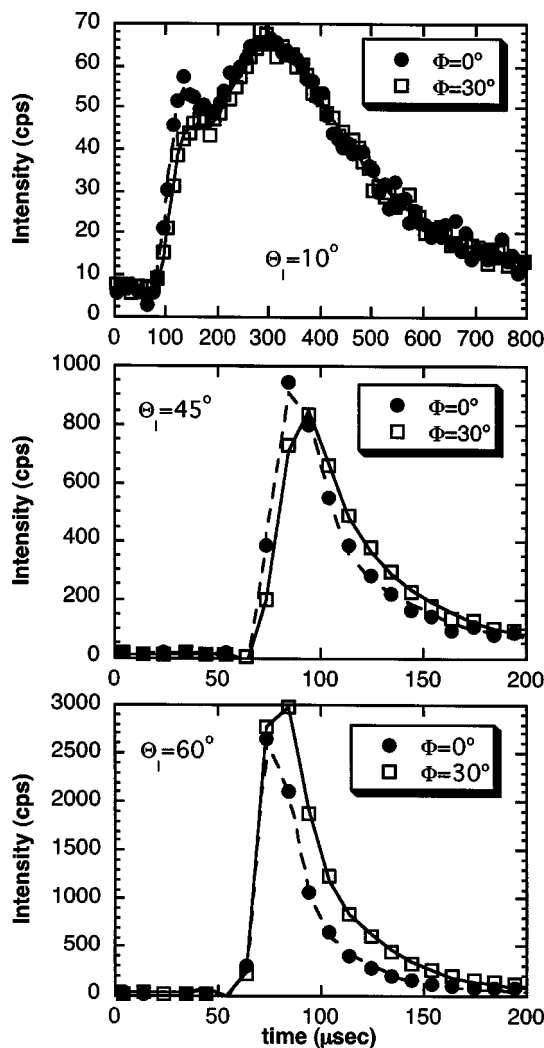 70
60
50
40
30
20
10
0
Intensity (cps)
Φ=0°
Φ=30°
ΘI=10°
0 100 200 300 400 500 600 700 800
1000
800
600
400
200
0
Intensity (cps)
ΘI=45°
Φ=0°
Φ=30°
0 50 100 150 200
3000
2500
2000
1500
1000
500
0
Intensity (cps)
ΘI=60°
Φ=0°
Φ=30°
0 50 100 150 200
time (μsec)